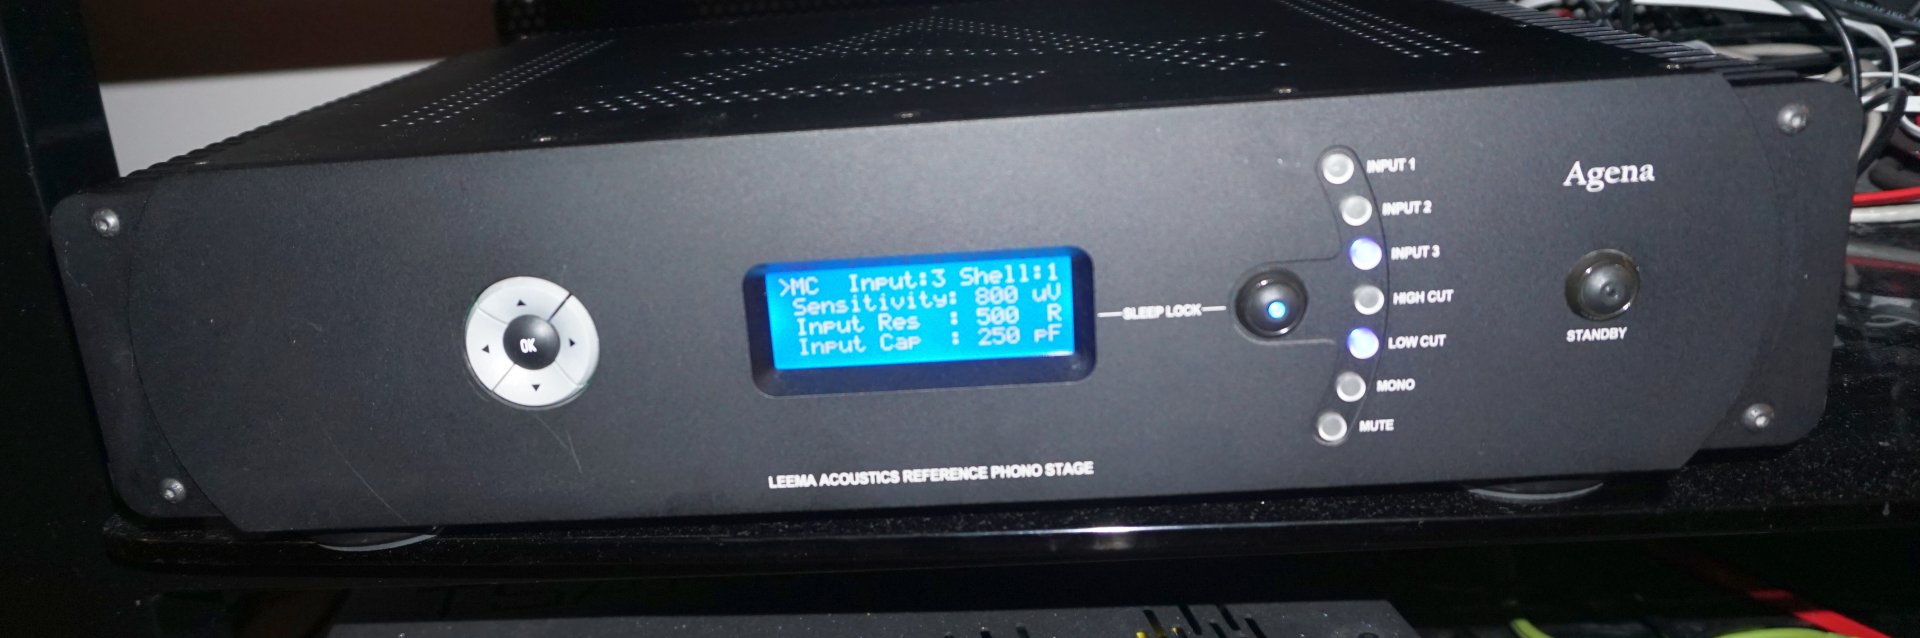 Agena
INPUT 1
INPUT 2
INPUT 3
HIGH CUT
LOW CUT
MONO
MUTE
STANDBY
>MC Input:3 Shell:1
Sensitivity: 800 uV
Input Res : 500 R
Input Cap : 250 pF
SLEEP LOCK
OK
LEEMA ACOUSTICS REFERENCE PHONO STAGE